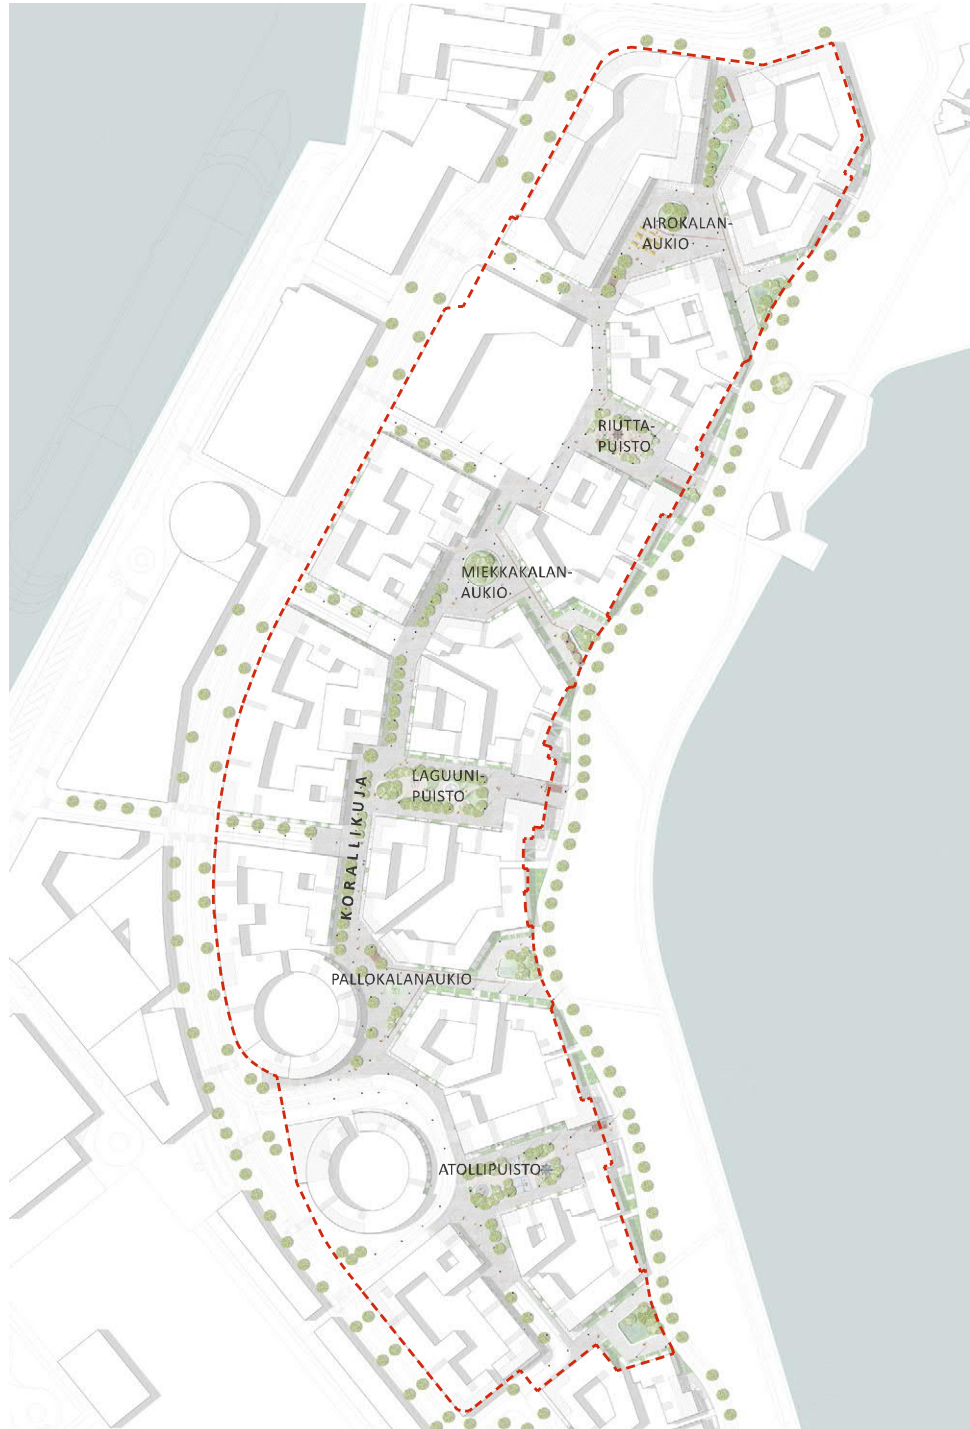 AIROKALAN-
AUKIO
RIUTTA-
PUISTO
MIEKKAKALAN-
AUKIO
LAGUUNI-
PUISTO
KORALLIKUJA
PALLOKALANAUKIO
ATOLLIPUISTO